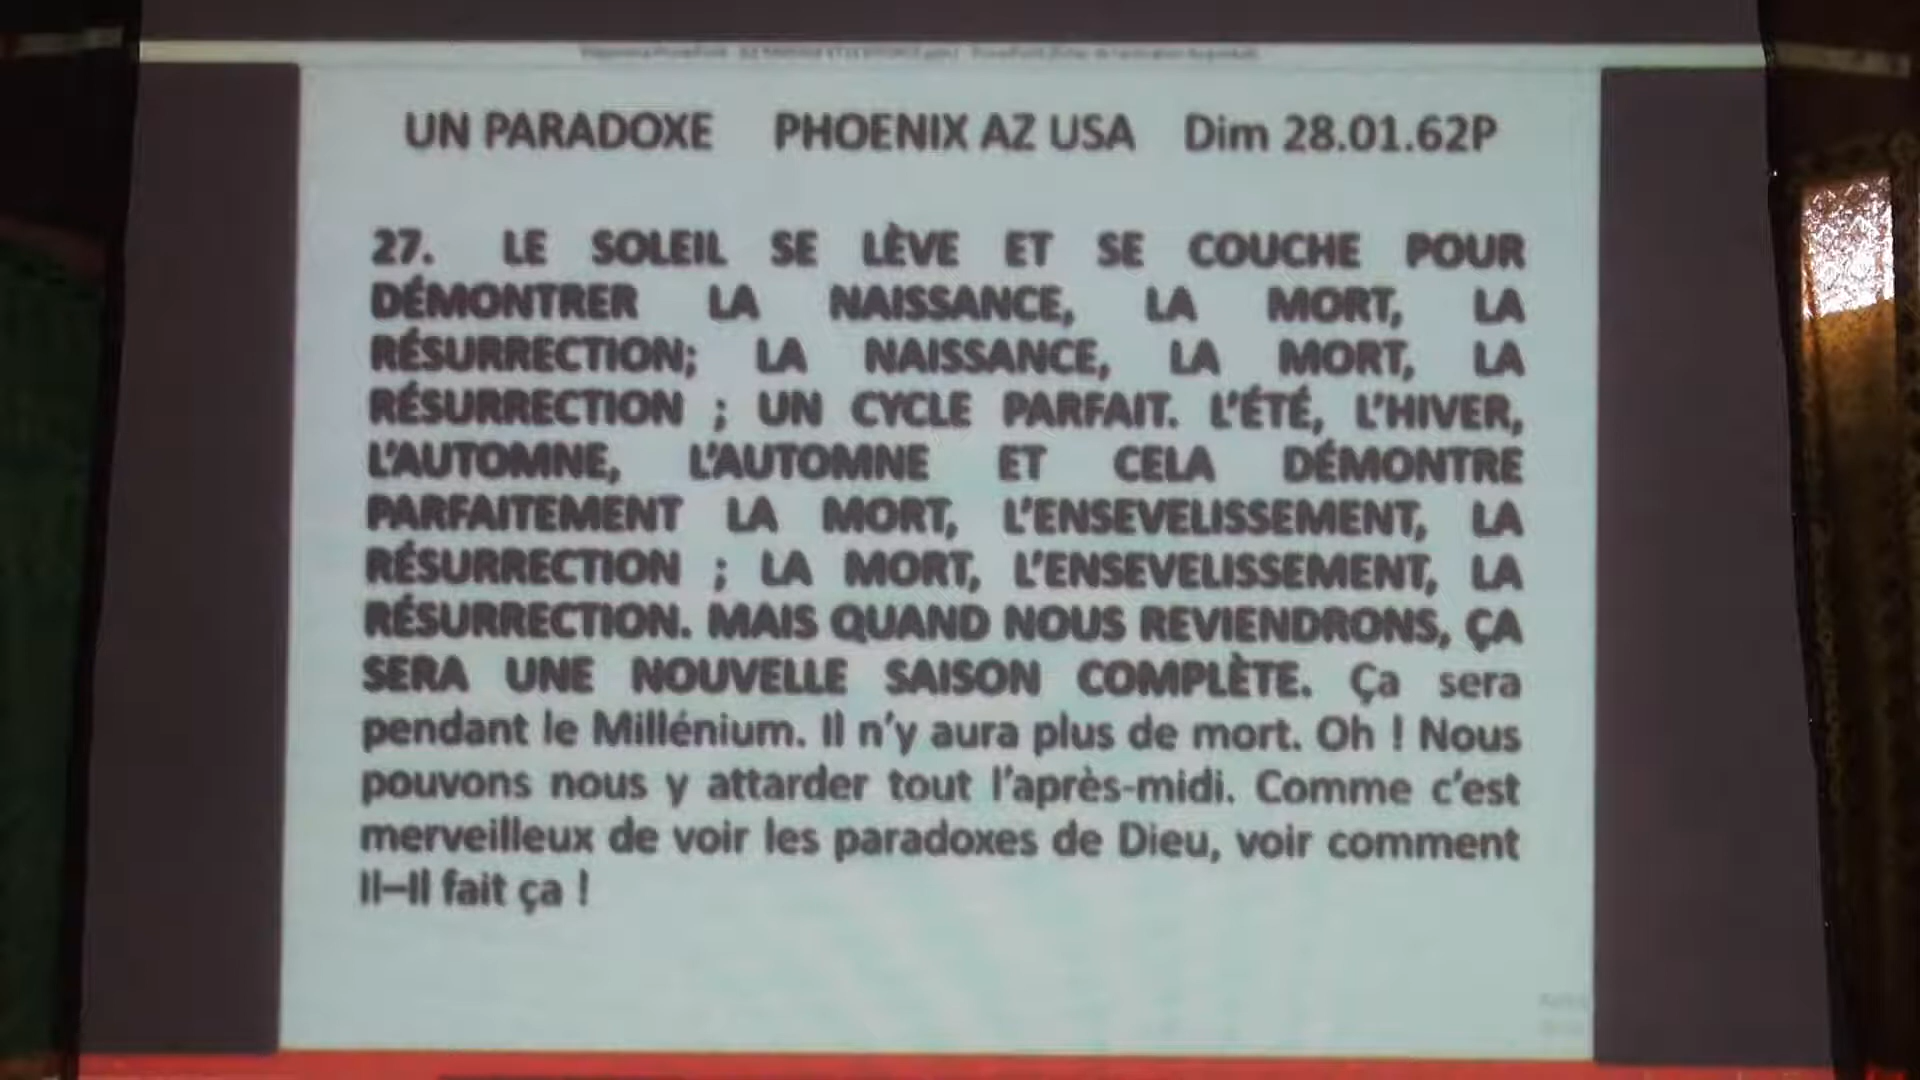 UN PARADOXE PHOENIX AZ USA Dim 28.01.62P
27. LE SOLEIL SE LÈVE ET SE COUCHE POUR
DÉMONTRER LA NAISSANCE, LA MORT, LA
RÉSURRECTION; LA NAISSANCE, LA MORT, LA
RÉSURRECTION ; UN CYCLE PARFAIT. L'ÉTÉ, L'HIVER,
L'AUTOMNE, L'AUTOMNE ET CELA DÉMONTRE
PARFAITEMENT LA MORT, L'ENSEVELISSEMENT, LA
RÉSURRECTION ; LA MORT, L'ENSEVELISSEMENT, LA
RÉSURRECTION. MAIS QUAND NOUS REVIENDRONS, ÇA
SERA UNE NOUVELLE SAISON COMPLÈTE. Ça sera
pendant le Millénium. Il n'y aura plus de mort. Oh ! Nous
pouvons nous y attarder tout l'après-midi. Comme c'est
merveilleux de voir les paradoxes de Dieu, voir comment
Il–Il fait ça !